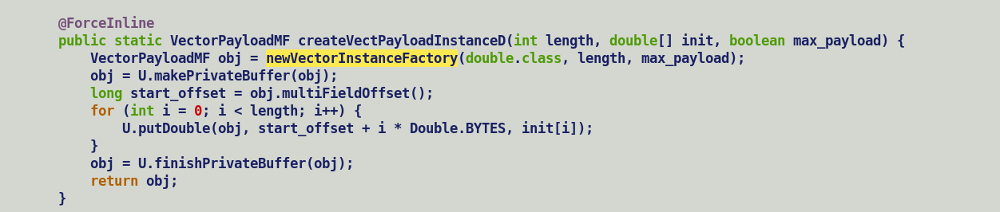 @ForceInline
public static VectorPayloadMF createVectPayloadInstanceD(int length, double[] init, boolean max_payload) {
    VectorPayloadMF obj = newVectorInstanceFactory(double.class, length, max_payload);
    obj = U.makePrivateBuffer(obj);
    long start_offset = obj.multiFieldOffset();
    for (int i = 0; i < length; i++) {
        U.putDouble(obj, start_offset + i * Double.BYTES, init[i]);
    }
    obj = U.finishPrivateBuffer(obj);
    return obj;
}